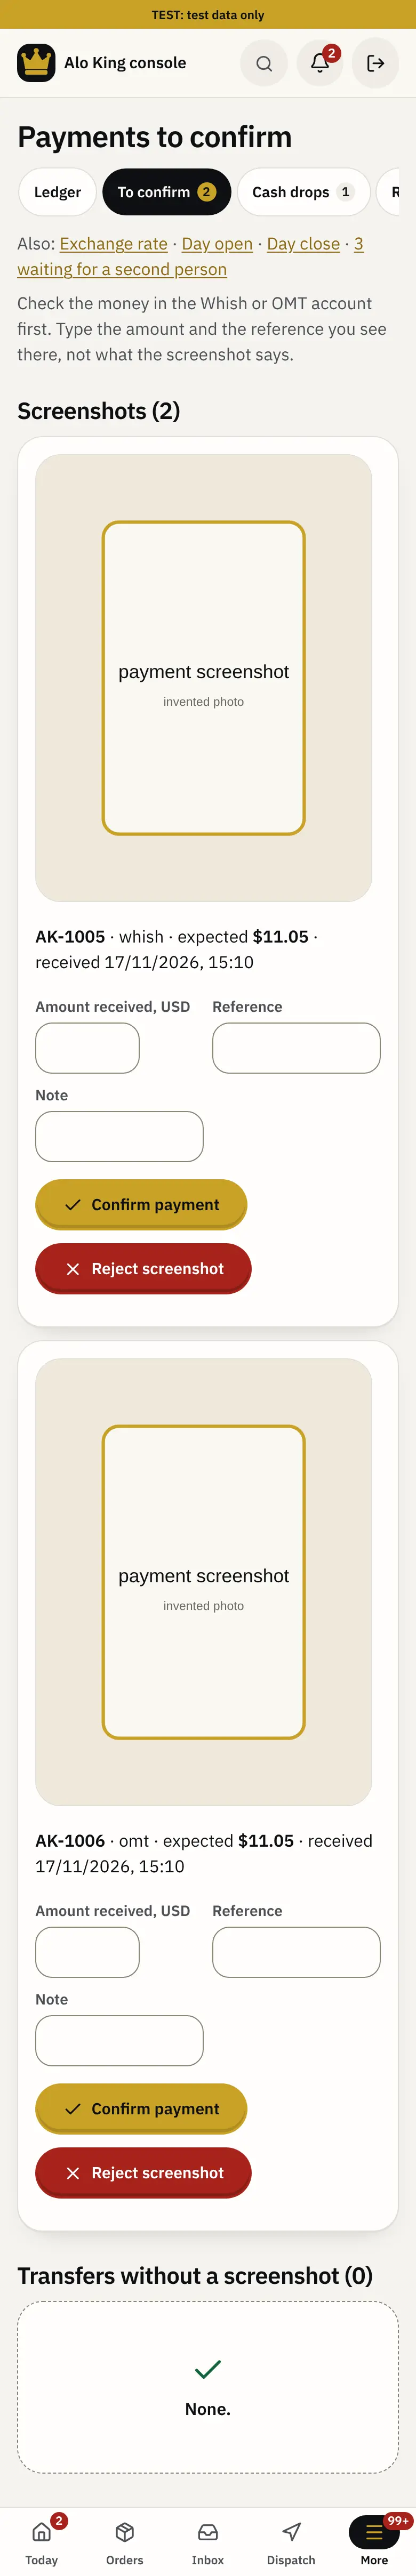 TEST: test data only
Alo King console
2
Payments to confirm
Ledger
To confirm 2
Cash drops 1
R
Also: Exchange rate · Day open · Day close · 3
waiting for a second person
Check the money in the Whish or OMT account
first. Type the amount and the reference you see
there, not what the screenshot says.
Screenshots (2)
payment screenshot
invented photo
AK-1005 · whish · expected $11.05 ·
received 17/11/2026, 15:10
Amount received, USD
Reference
Note
Confirm payment
Reject screenshot
payment screenshot
invented photo
AK-1006 · omt · expected $11.05 · received
17/11/2026, 15:10
Amount received, USD
Reference
Note
Confirm payment
Reject screenshot
Transfers without a screenshot (0)
None.
2
99+
Today
Orders
Inbox
Dispatch
More